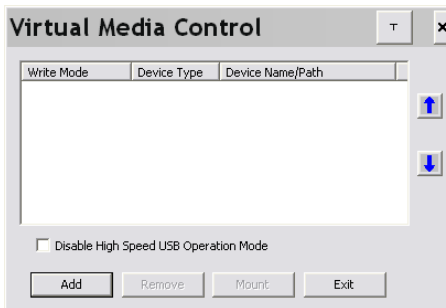 Virtual Media Control
T
×
Write Mode Device Type Device Name/Path
Disable High Speed USB Operation Mode
Add Remove Mount Exit